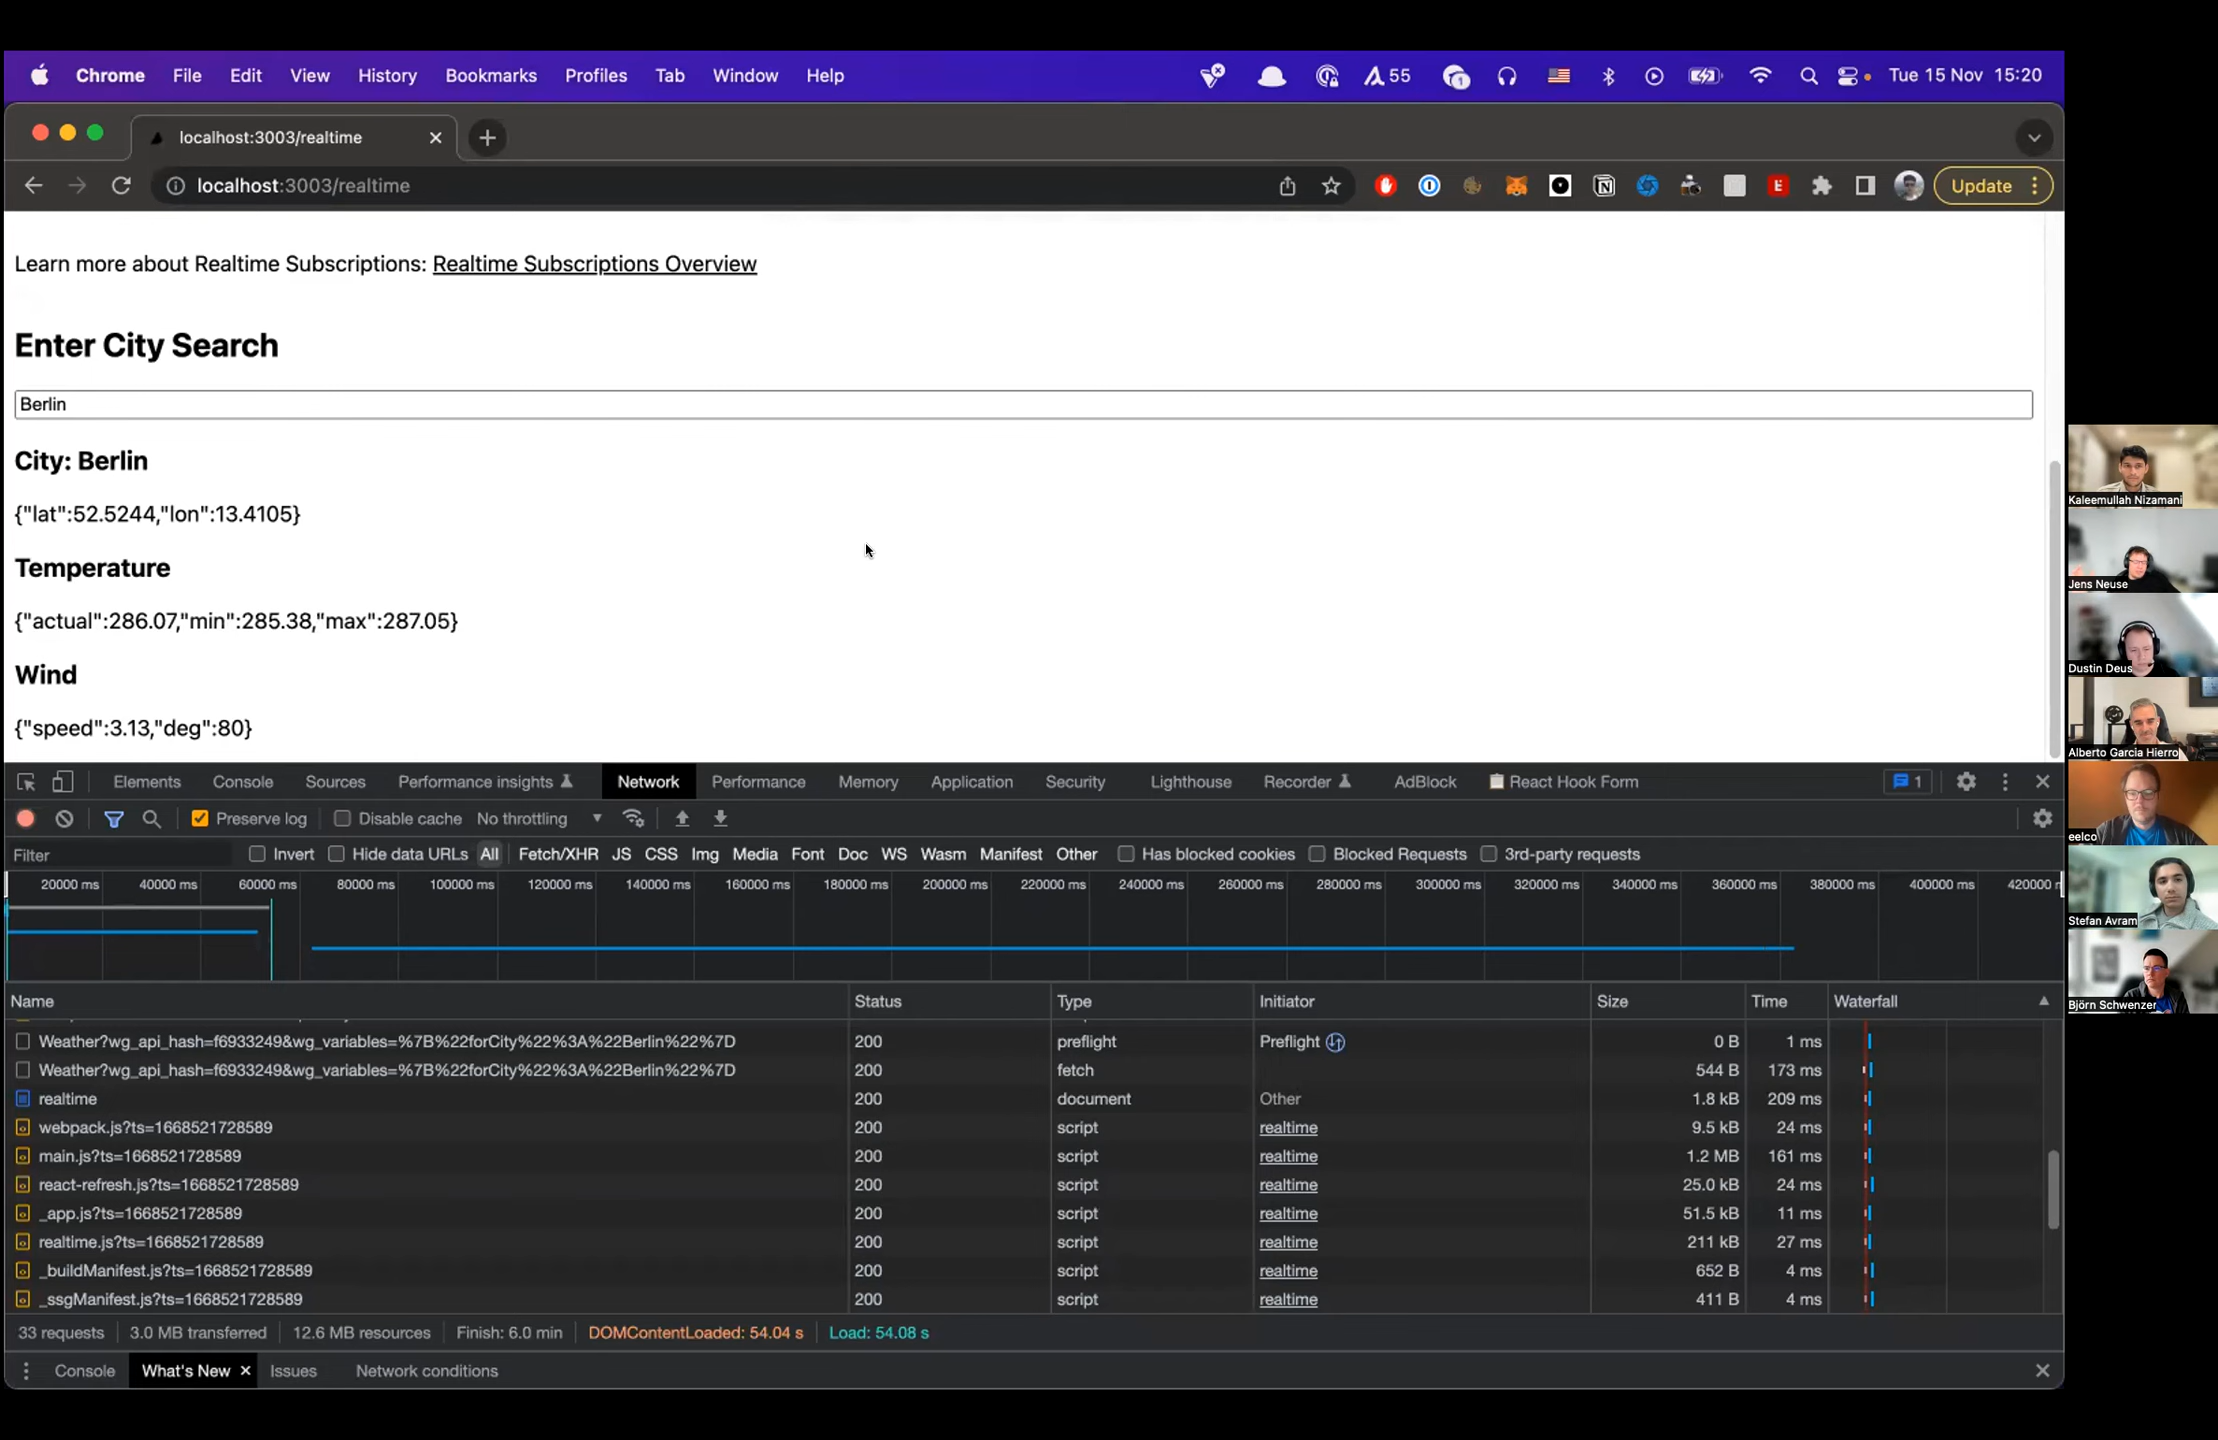 Chrome File Edit View History Bookmarks Profiles Tab Window Help 55 1 Tue 15 Nov 15:20
localhost:3003/realtime
localhost:3003/realtime Update
Learn more about Realtime Subscriptions: Realtime Subscriptions Overview
Enter City Search
Berlin
City: Berlin
{"lat":52.5244,"lon":13.4105}
Temperature
{"actual":286.07,"min":285.38,"max":287.05}
Wind
{"speed":3.13,"deg":80}
Elements Console Sources Performance insights Network Performance Memory Application Security Lighthouse Recorder AdBlock React Hook Form 1
Preserve log Disable cache No throttling
Filter Invert Hide data URLs All Fetch/XHR JS CSS Img Media Font Doc WS Wasm Manifest Other Has blocked cookies Blocked Requests 3rd-party requests
20000 ms 40000 ms 60000 ms 80000 ms 100000 ms 120000 ms 140000 ms 160000 ms 180000 ms 200000 ms 220000 ms 240000 ms 260000 ms 280000 ms 300000 ms 320000 ms 340000 ms 360000 ms 380000 ms 400000 ms 420000
Name Status Type Initiator Size Time Waterfall
Weather?wg_api_hash=f6933249&wg_variables=%7B%22forCity%22%3A%22Berlin%22%7D 200 preflight Preflight 0 B 1 ms
Weather?wg_api_hash=f6933249&wg_variables=%7B%22forCity%22%3A%22Berlin%22%7D 200 fetch 544 B 173 ms
realtime 200 document Other 1.8 kB 209 ms
webpack.js?ts=1668521728589 200 script realtime 9.5 kB 24 ms
main.js?ts=1668521728589 200 script realtime 1.2 MB 161 ms
react-refresh.js?ts=1668521728589 200 script realtime 25.0 kB 24 ms
_app.js?ts=1668521728589 200 script realtime 51.5 kB 11 ms
realtime.js?ts=1668521728589 200 script realtime 211 kB 27 ms
_buildManifest.js?ts=1668521728589 200 script realtime 652 B 4 ms
_ssgManifest.js?ts=1668521728589 200 script realtime 411 B 4 ms
33 requests 3.0 MB transferred 12.6 MB resources Finish: 6.0 min DOMContentLoaded: 54.04 s Load: 54.08 s
Console What's New Issues Network conditions
Kaleemullah Nizamani
Jens Neuse
Dustin Deus
Alberto Garcia Hierro
eelco
Stefan Avram
Björn Schwenzer